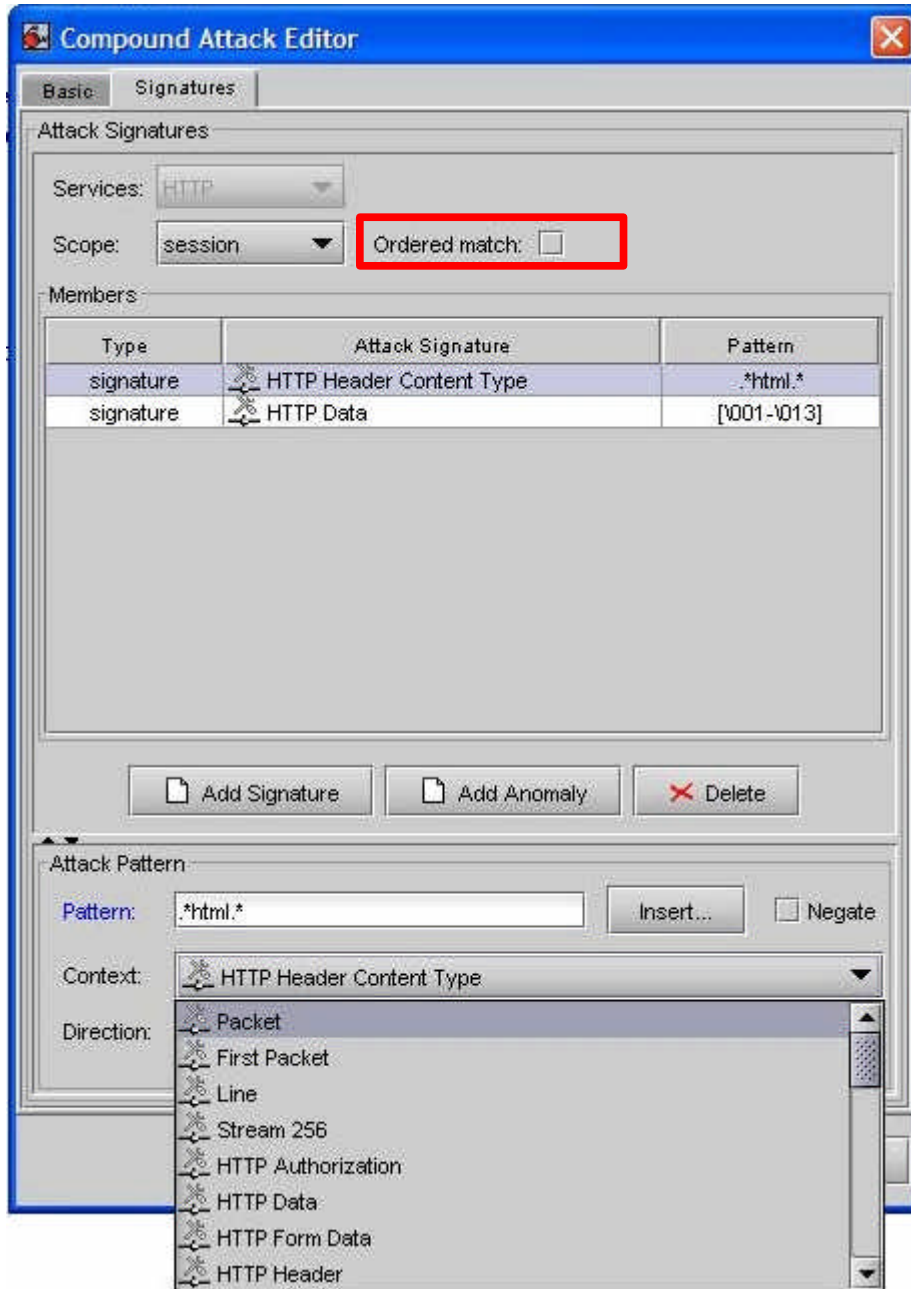 Compound Attack Editor
Basic Signatures
Attack Signatures
Services: HTTP
Scope: session Ordered match:
Members
Type Attack Signature Pattern
signature HTTP Header Content Type .*html.*
signature HTTP Data [\001-\013]
Add Signature Add Anomaly Delete
Attack Pattern
Pattern: .*html.* Insert... Negate
Context: HTTP Header Content Type
Direction: Packet
First Packet
Line
Stream 256
HTTP Authorization
HTTP Data
HTTP Form Data
HTTP Header